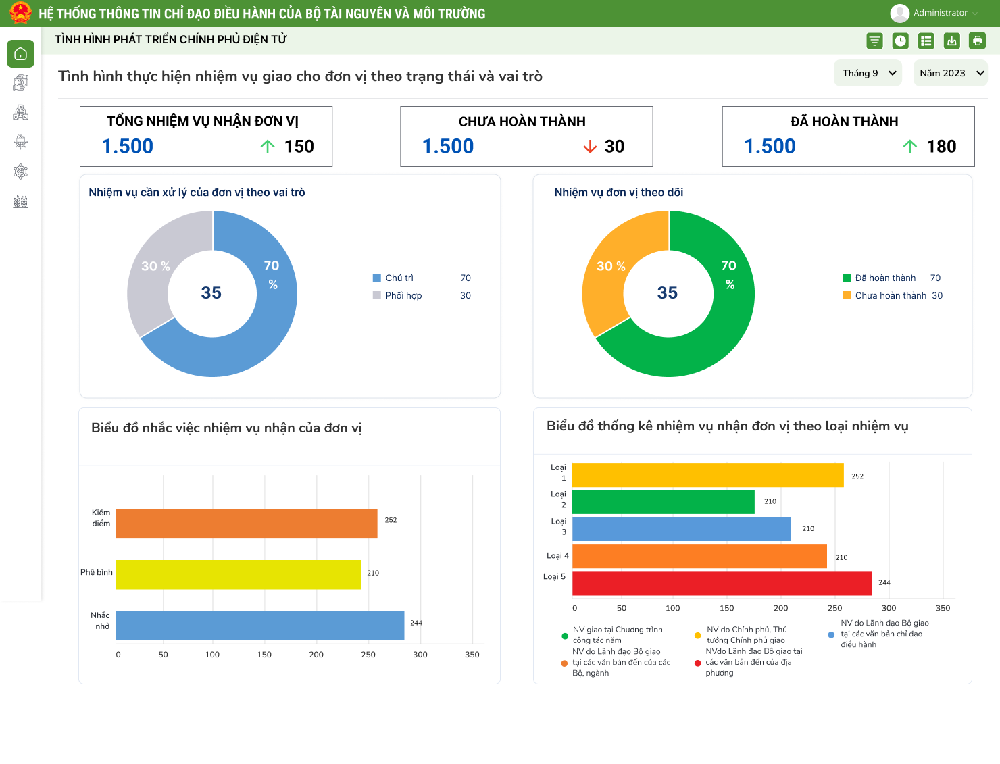 HỆ THỐNG THÔNG TIN CHỈ ĐẠO ĐIỀU HÀNH CỦA BỘ TÀI NGUYÊN VÀ MÔI TRƯỜNG
Administrator
TÌNH HÌNH PHÁT TRIỂN CHÍNH PHỦ ĐIỆN TỬ
Tình hình thực hiện nhiệm vụ giao cho đơn vị theo trạng thái và vai trò
Tháng 9
Năm 2023
TỔNG NHIỆM VỤ NHẬN ĐƠN VỊ
1.500
150
CHƯA HOÀN THÀNH
1.500
30
ĐÃ HOÀN THÀNH
1.500
180
Nhiệm vụ cần xử lý của đơn vị theo vai trò
30 %
70
%
35
Chủ trì 70
Phối hợp 30
Nhiệm vụ đơn vị theo dõi
30 %
70
%
35
Đã hoàn thành 70
Chưa hoàn thành 30
Biểu đồ nhắc việc nhiệm vụ nhận của đơn vị
Kiểm
điểm
252
Phê bình
210
Nhắc
nhở
244
0 50 100 150 200 250 300 350
Biểu đồ thống kê nhiệm vụ nhận đơn vị theo loại nhiệm vụ
Loại
1
252
Loại
2
210
Loại
3
210
Loại 4
210
Loại 5
244
0 50 100 150 200 250 300 350
NV giao tại Chương trình
công tác năm
NV do Chính phủ, Thủ
tướng Chính phủ giao
NV do Lãnh đạo Bộ giao
tại các văn bản chỉ đạo
điều hành
NV do Lãnh đạo Bộ giao
tại các văn bản đến của các
Bộ, ngành
NVdo Lãnh đạo Bộ giao tại
các văn bản đến của địa
phương